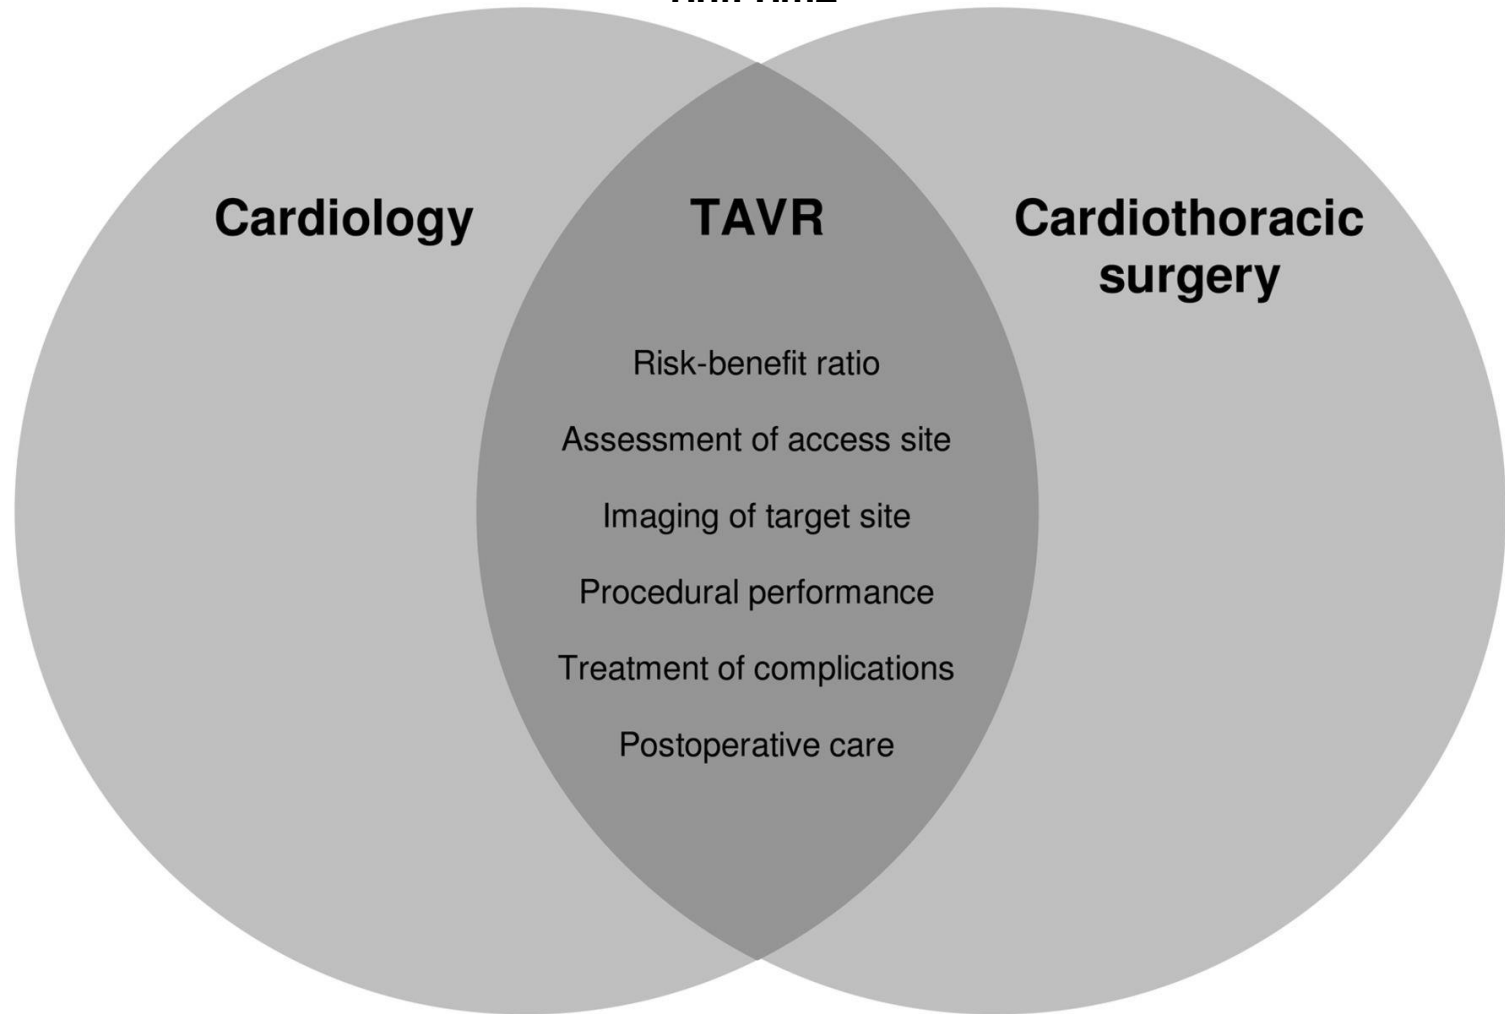 Cardiology
TAVR
Cardiothoracic
surgery
Risk-benefit ratio
Assessment of access site
Imaging of target site
Procedural performance
Treatment of complications
Postoperative care